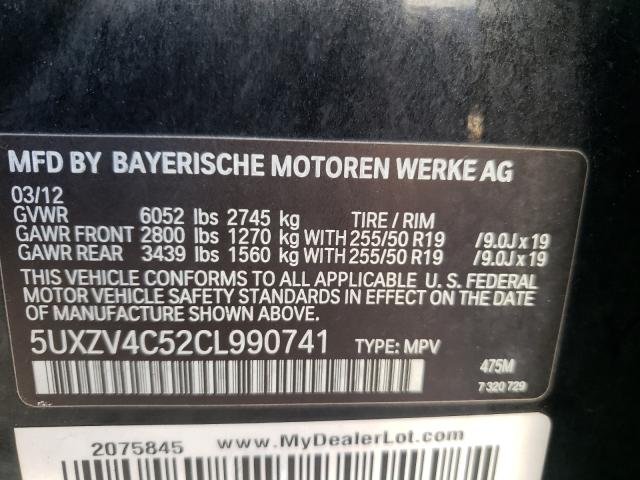 MFD BY BAYERISCHE MOTOREN WERKE AG
03/12
GVWR 6052 lbs 2745 kg TIRE / RIM
GAWR FRONT 2800 lbs 1270 kg WITH 255/50 R19 /9.0J x 19
GAWR REAR 3439 lbs 1560 kg WITH 255/50 R19 /9.0J x 19
THIS VEHICLE CONFORMS TO ALL APPLICABLE U. S. FEDERAL
MOTOR VEHICLE SAFETY STANDARDS IN EFFECT ON THE DATE
OF MANUFACTURE SHOWN ABOVE.
5UXZV4C52CL990741 TYPE: MPV
475M
7 320 729
2075845 www.MyDealerLot.com